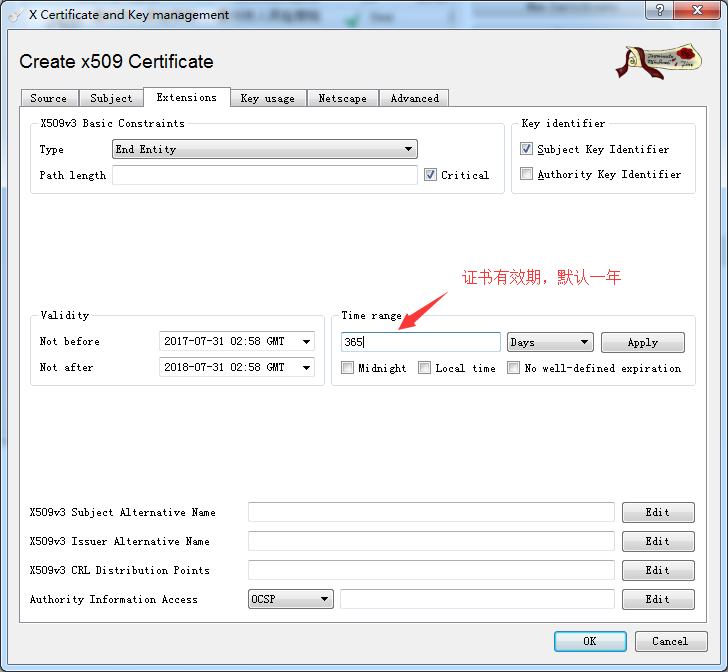 X Certificate and Key management
Create x509 Certificate
Source Subject Extensions Key usage Netscape Advanced
X509v3 Basic Constraints
Type End Entity
Path length Critical
Key identifier
Subject Key Identifier
Authority Key Identifier
证书有效期，默认一年
Validity
Not before 2017-07-31 02:58 GMT
Not after 2018-07-31 02:58 GMT
Time range
365 Days Apply
Midnight Local time No well-defined expiration
X509v3 Subject Alternative Name Edit
X509v3 Issuer Alternative Name Edit
X509v3 CRL Distribution Points Edit
Authority Information Access OCSP Edit
OK Cancel